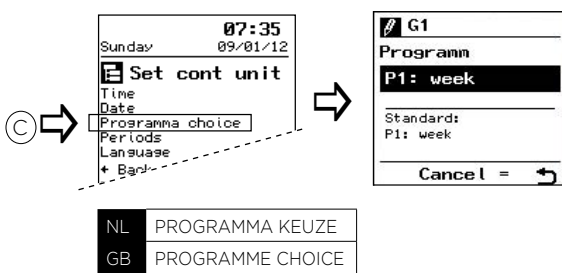 07:35
Sunday 09/01/12
Set cont unit
Time
Date
Programma choice
Periods
Language
← Back
C
G1
Programm
P1: week
Standard:
P1: week
Cancel =
NL PROGRAMMA KEUZE
GB PROGRAMME CHOICE